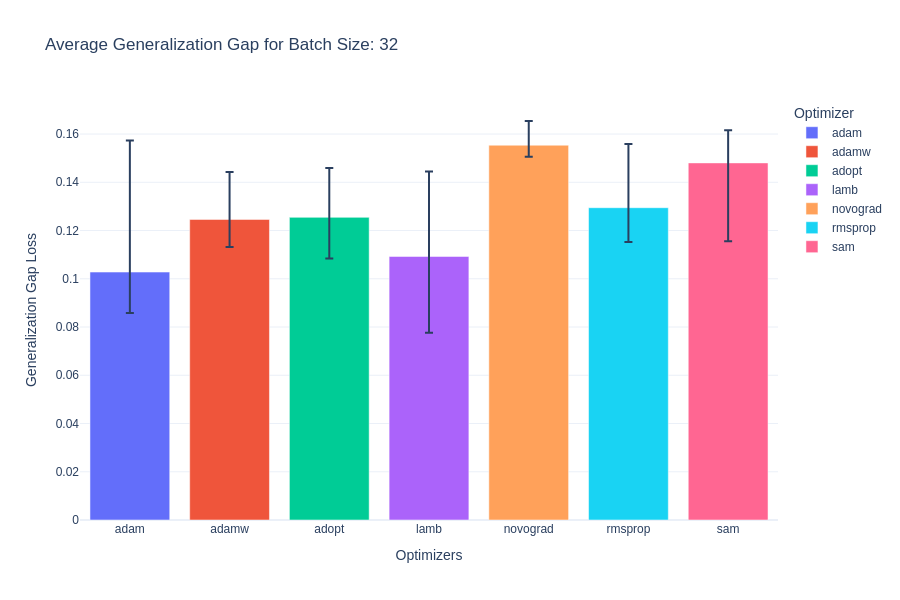 Average Generalization Gap for Batch Size: 32
Generalization Gap Loss
0.16
0.14
0.12
0.1
0.08
0.06
0.04
0.02
0
adam
adamw
adopt
lamb
novograd
rmsprop
sam
Optimizers
Optimizer
adam
adamw
adopt
lamb
novograd
rmsprop
sam